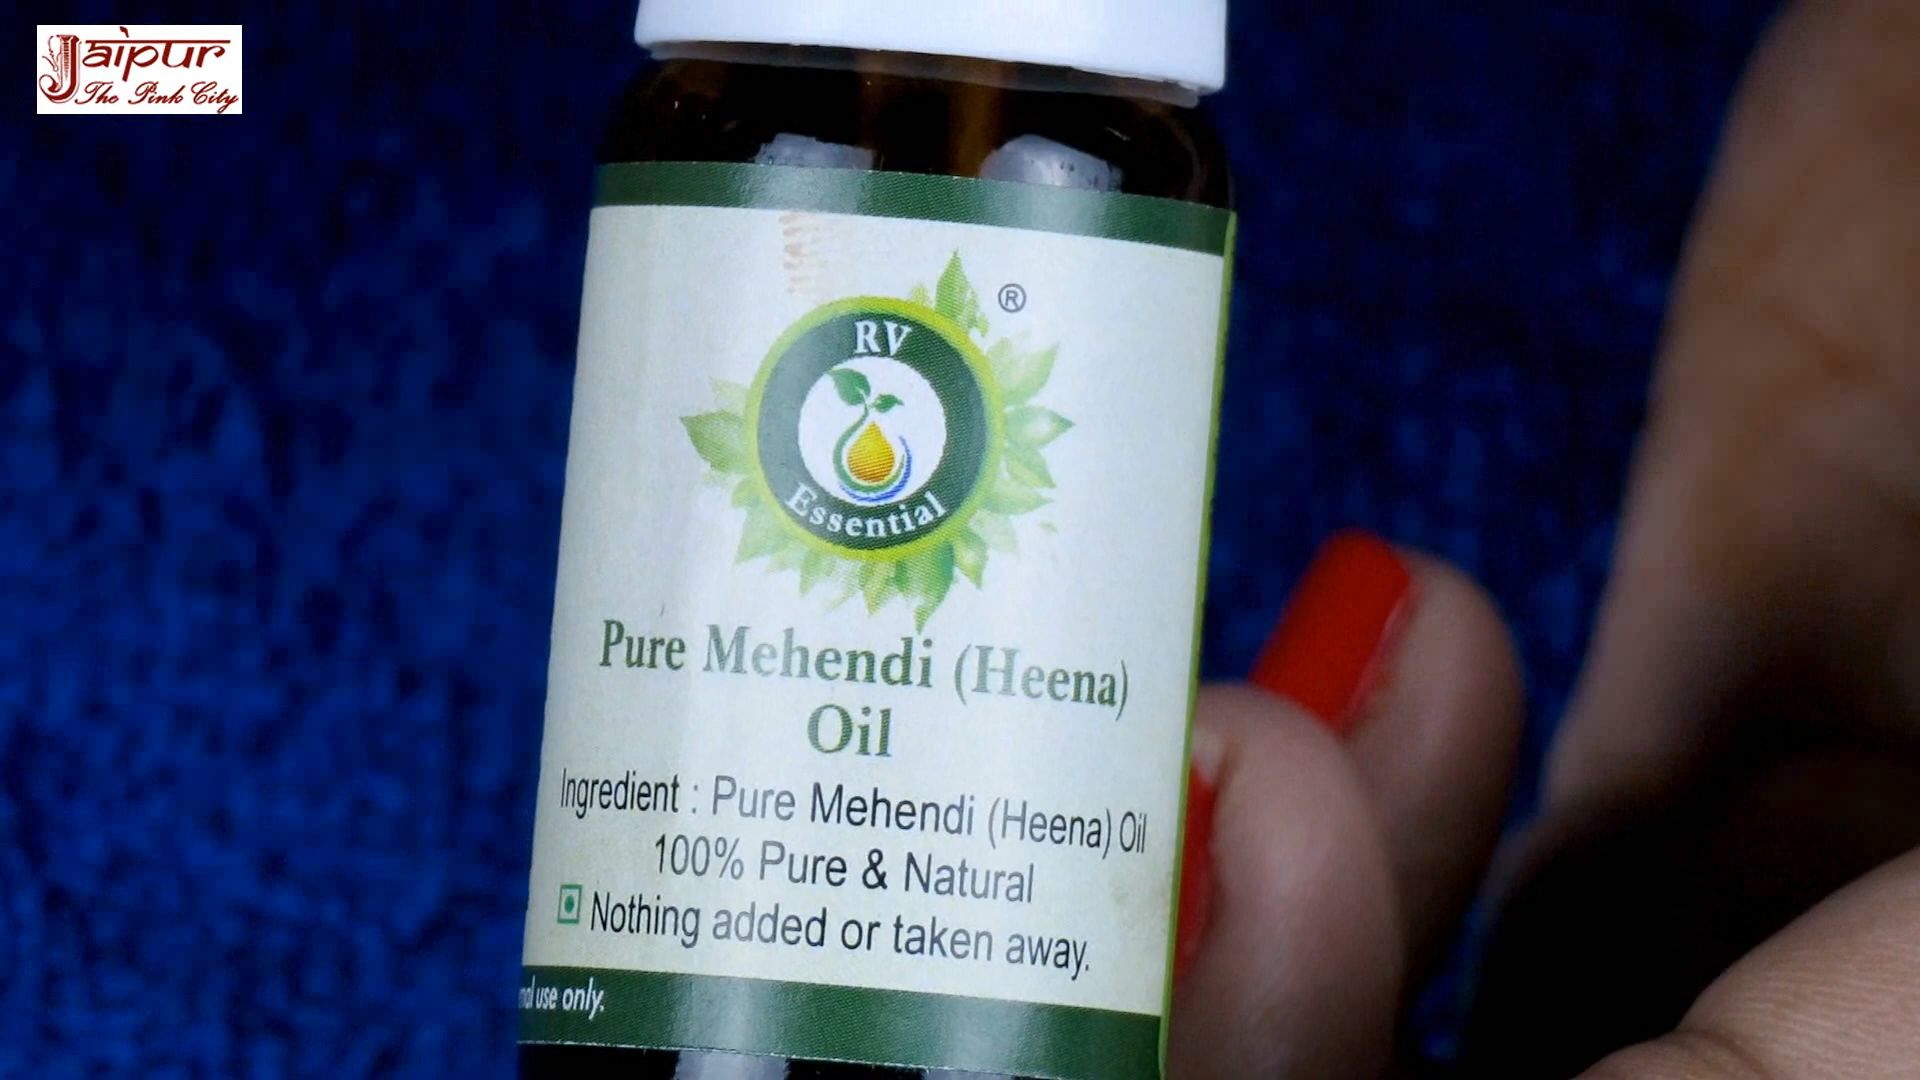 Jaipur
The Pink City
®
RV
Essential
Pure Mehendi (Heena)
Oil
Ingredient : Pure Mehendi (Heena) Oil
100% Pure & Natural
Nothing added or taken away.
use only.